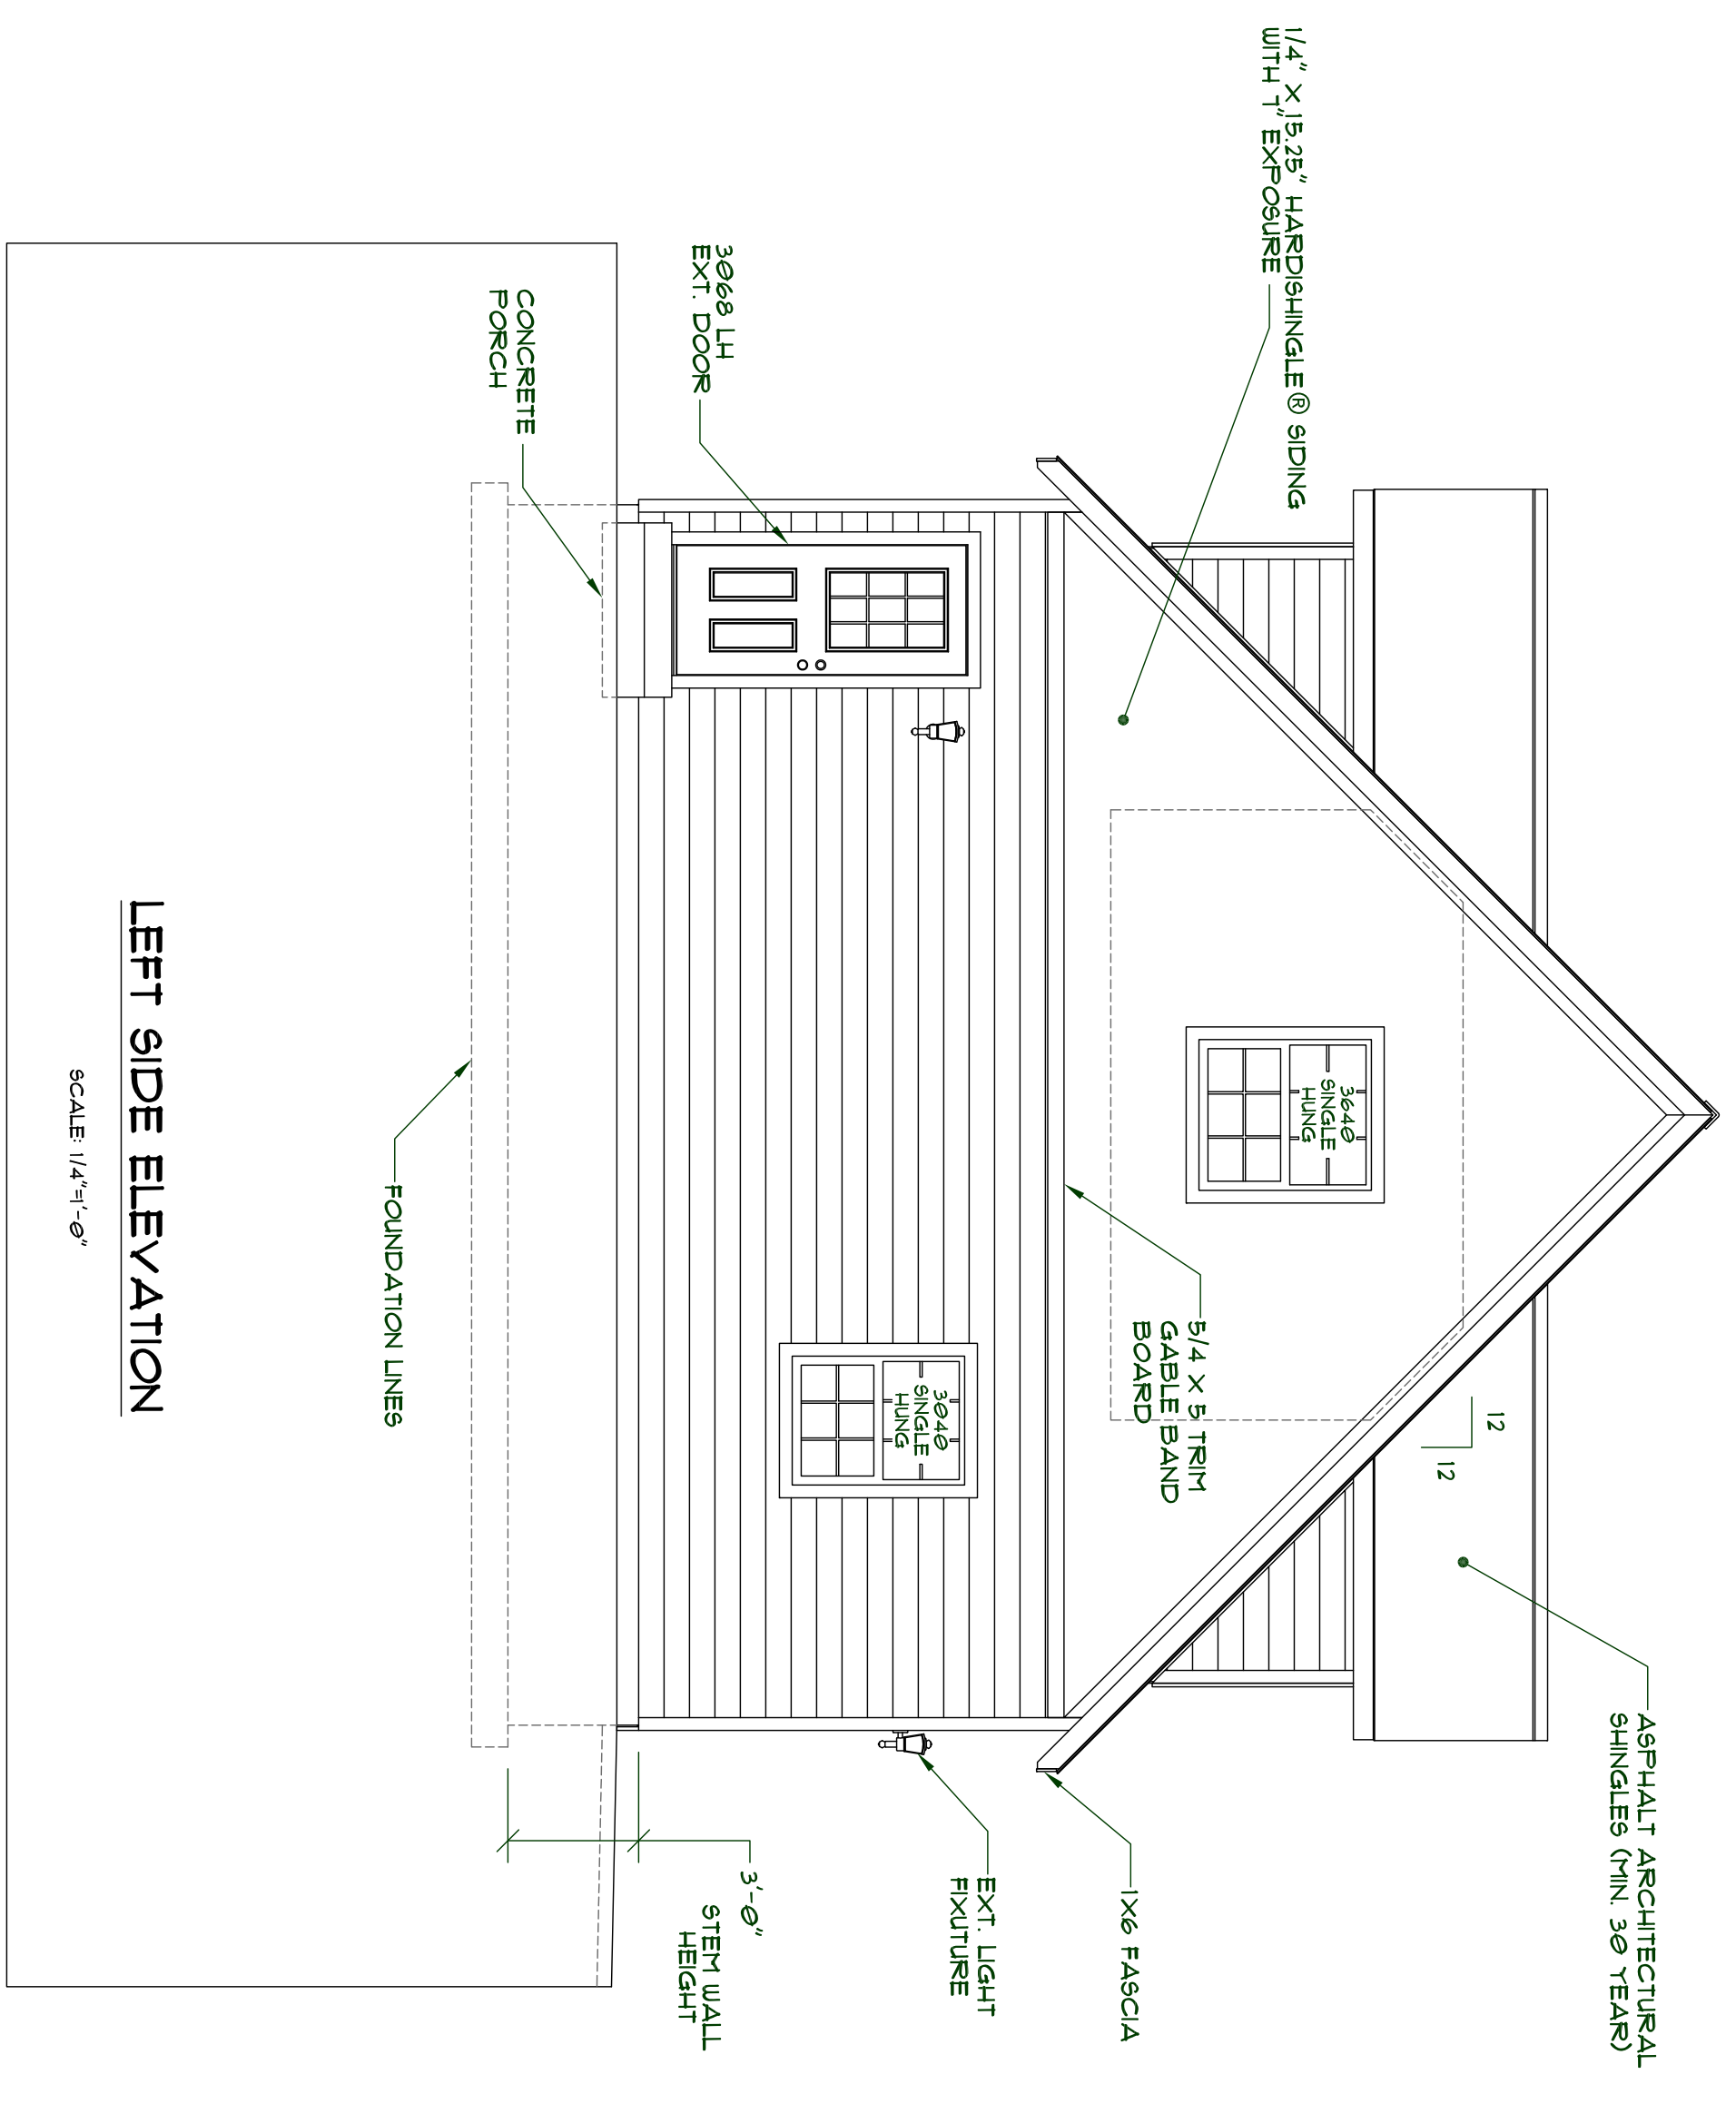 1/4" X 15.25" HARDISHINGLE® SIDING
WITH 7" EXPOSURE
ASPHALT ARCHITECTURAL
SHINGLES (MIN. 30 YEAR)
12
12
3640
SINGLE
HUNG
5/4 X 5 TRIM
GABLE BAND
BOARD
1X6 FASCIA
3068 LH
EXT. DOOR
3040
SINGLE
HUNG
EXT. LIGHT
FIXUTURE
CONCRETE
PORCH
3'-0"
STEM WALL
HEIGHT
FOUNDATION LINES
LEFT SIDE ELEVATION
SCALE: 1/4"=1'-0"